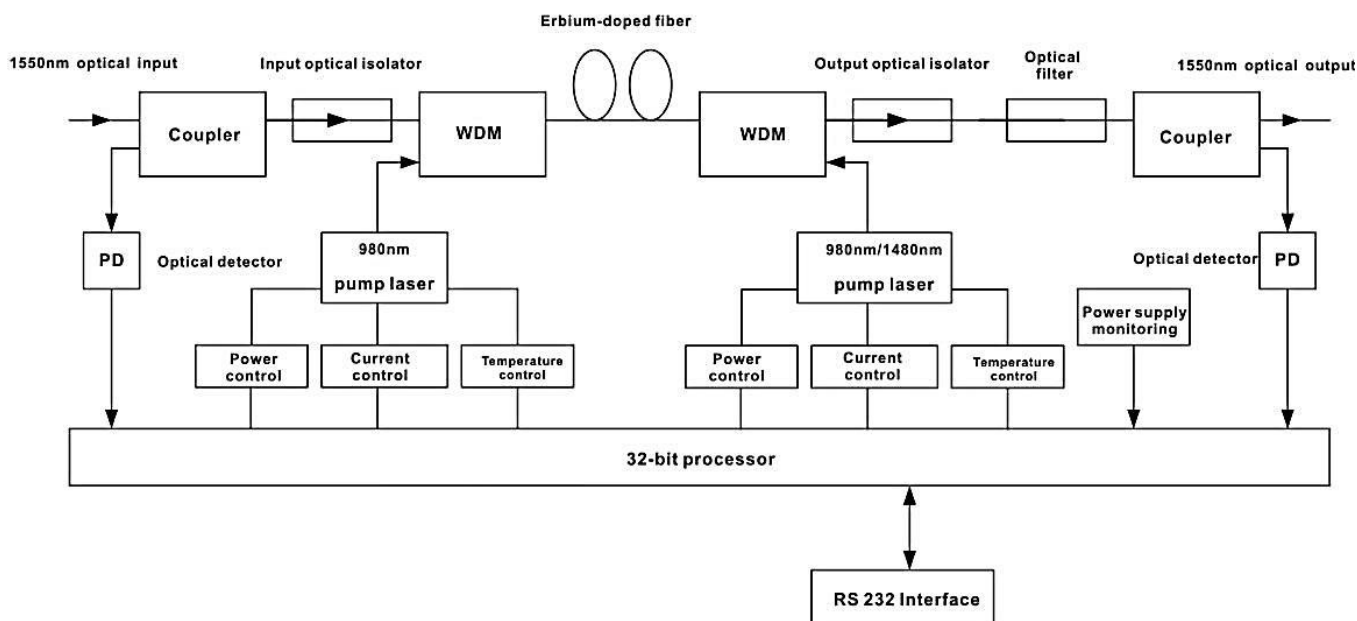 Erbium-doped fiber
1550nm optical input
Input optical isolator
Output optical isolator
Optical
filter
1550nm optical output
Coupler
WDM
WDM
Coupler
PD
Optical detector
980nm
pump laser
980nm/1480nm
pump laser
Optical detector
PD
Power supply
monitoring
Power
control
Current
control
Temperature
control
Power
control
Current
control
Temperature
control
32-bit processor
RS 232 Interface